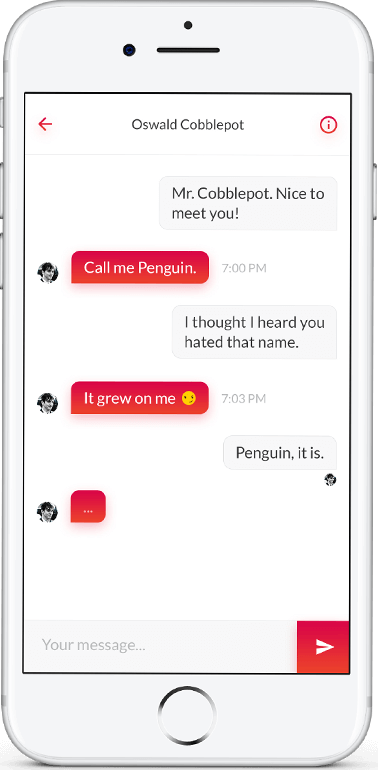 Oswald Cobblepot
Mr. Cobblepot. Nice to
meet you!
Call me Penguin.
7:00 PM
I thought I heard you
hated that name.
It grew on me 😏
7:03 PM
Penguin, it is.
...
Your message...